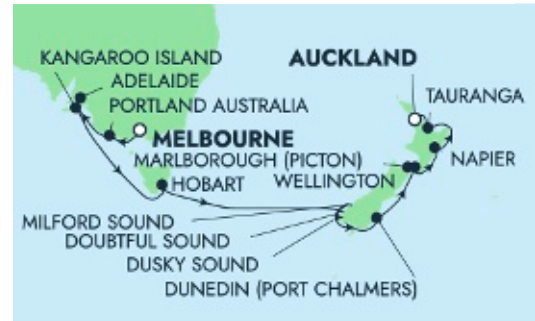 KANGAROO ISLAND
ADELAIDE
PORTLAND AUSTRALIA
MELBOURNE
AUCKLAND
TAURANGA
MARLBOROUGH (PICTON)
NAPIER
WELLINGTON
HOBART
MILFORD SOUND
DOUBTFUL SOUND
DUSKY SOUND
DUNEDIN (PORT CHALMERS)